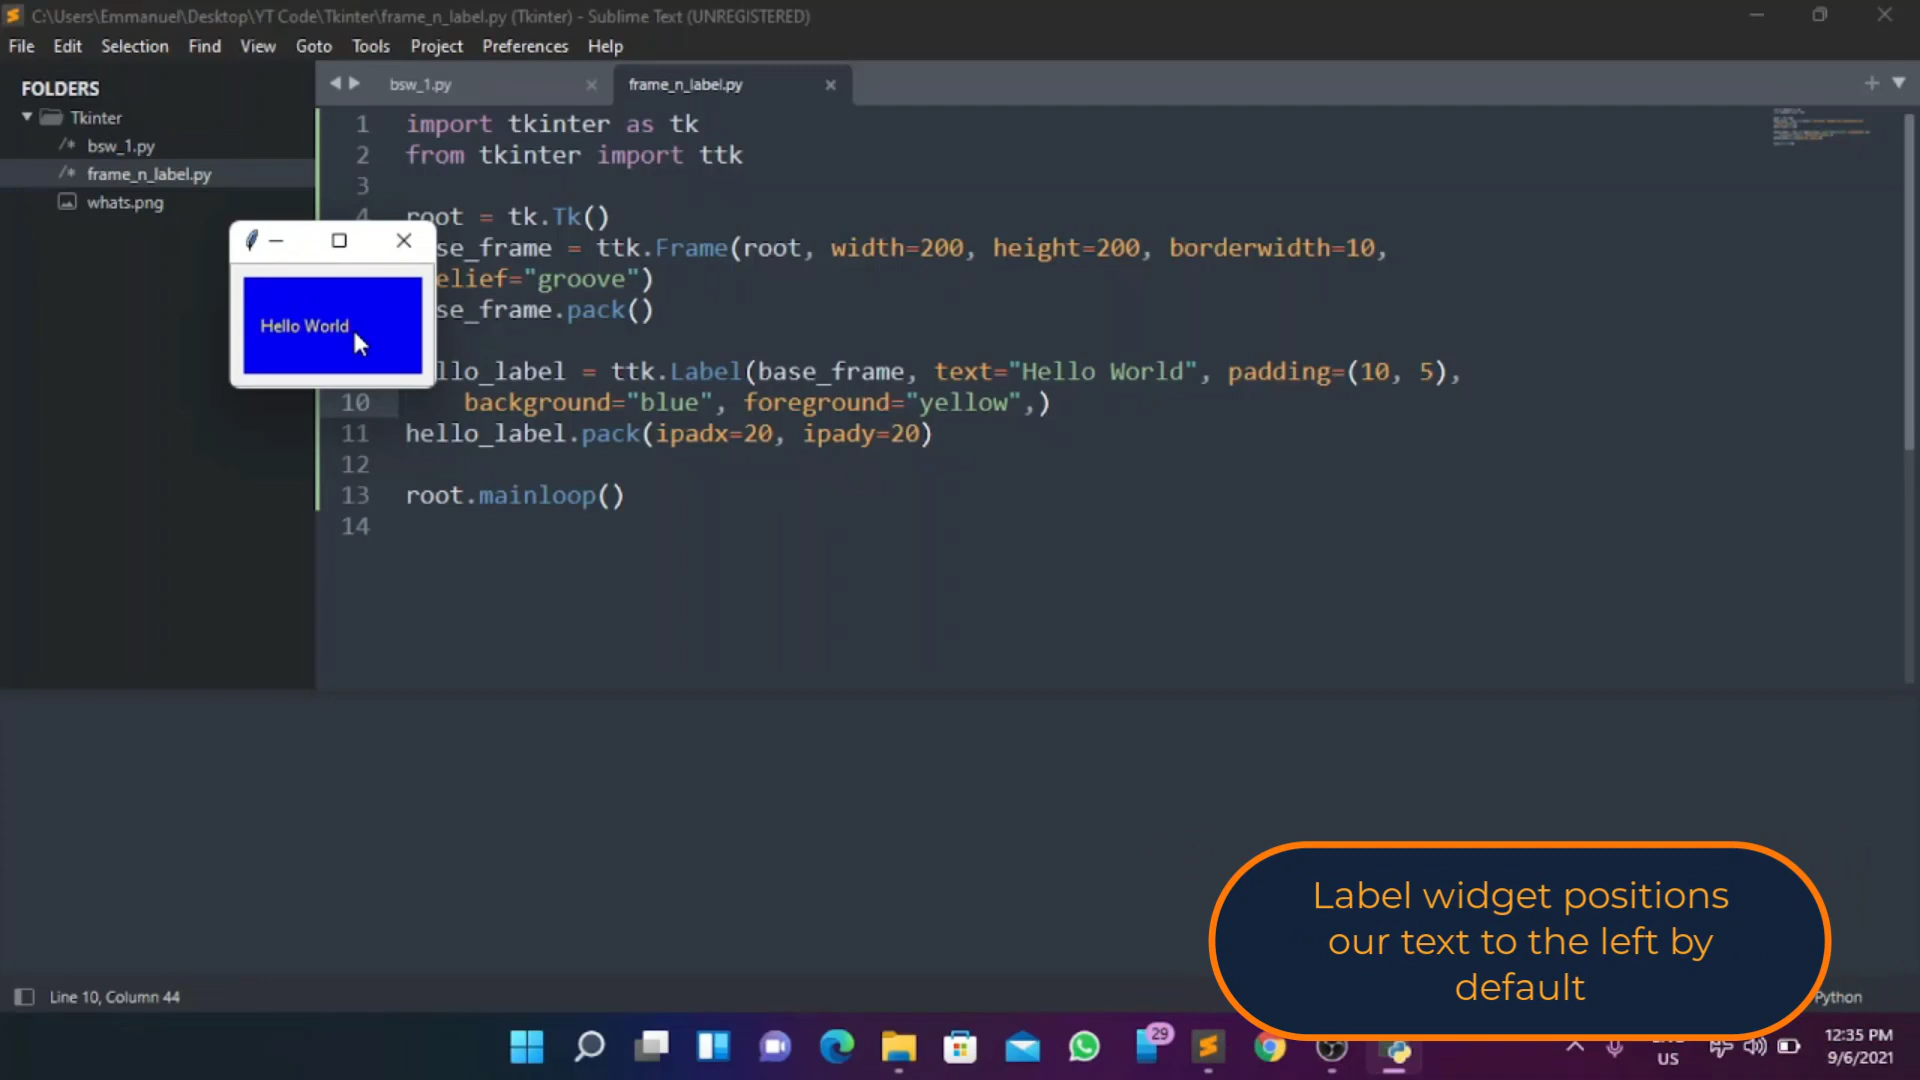 C:\Users\Emmanuel\Desktop\YT Code\Tkinter\frame_n_label.py (Tkinter) - Sublime Text (UNREGISTERED)
File Edit Selection Find View Goto Tools Project Preferences Help
FOLDERS
Tkinter
/* bsw_1.py
/* frame_n_label.py
whats.png
bsw_1.py
frame_n_label.py
1 import tkinter as tk
2 from tkinter import ttk
3
4 root = tk.Tk()
se_frame = ttk.Frame(root, width=200, height=200, borderwidth=10,
elief="groove")
se_frame.pack()
llo_label = ttk.Label(base_frame, text="Hello World", padding=(10, 5),
10 background="blue", foreground="yellow",)
11 hello_label.pack(ipadx=20, ipady=20)
12
13 root.mainloop()
14
Hello World
Label widget positions
our text to the left by
default
Line 10, Column 44
Python
29
US
12:35 PM
9/6/2021